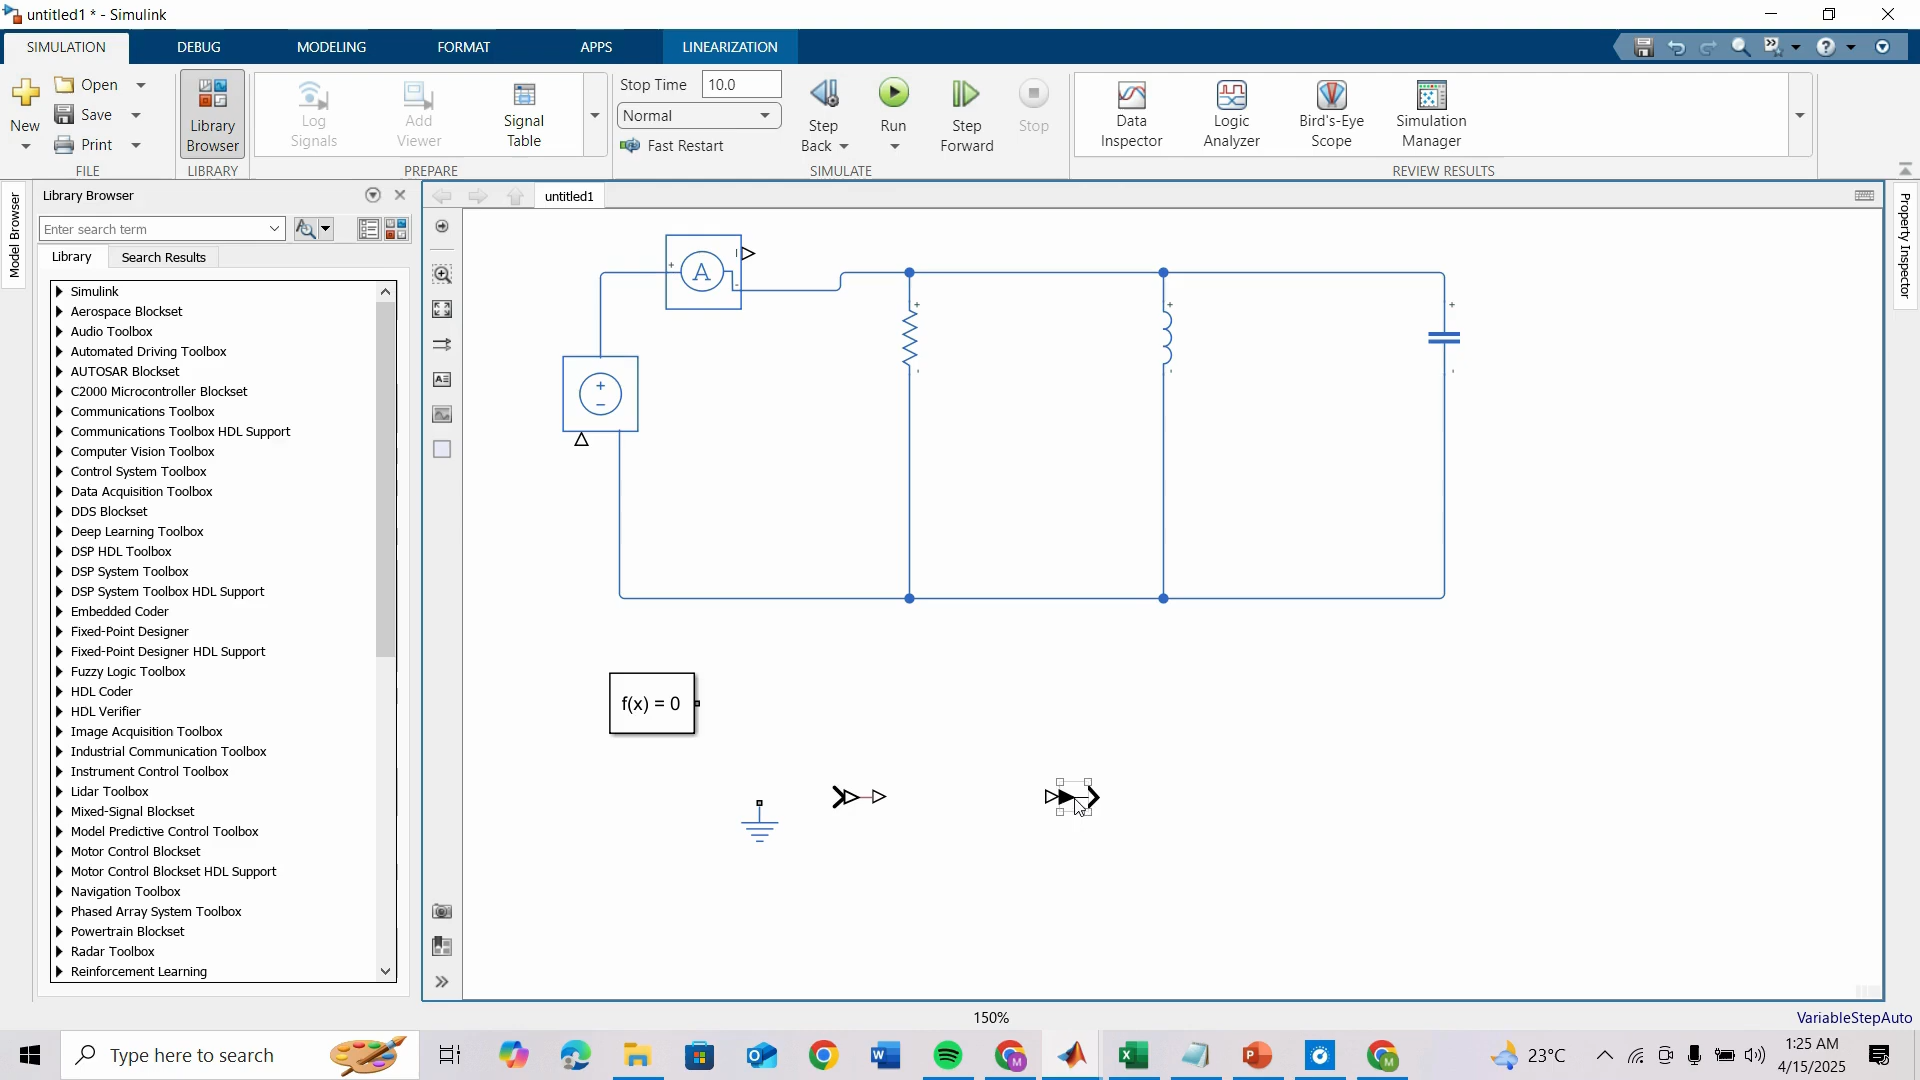 untitled1 * - Simulink
SIMULATION DEBUG MODELING FORMAT APPS LINEARIZATION
New
Open
Save
Print
FILE
Library
Browser
LIBRARY
Log
Signals
Add
Viewer
Signal
Table
PREPARE
Stop Time 10.0
Normal
Fast Restart
Step
Back
Run
Step
Forward
Stop
SIMULATE
Data
Inspector
Logic
Analyzer
Bird's-Eye
Scope
Simulation
Manager
REVIEW RESULTS
Model Browser
Library Browser
Enter search term
Library Search Results
Simulink
Aerospace Blockset
Audio Toolbox
Automated Driving Toolbox
AUTOSAR Blockset
C2000 Microcontroller Blockset
Communications Toolbox
Communications Toolbox HDL Support
Computer Vision Toolbox
Control System Toolbox
Data Acquisition Toolbox
DDS Blockset
Deep Learning Toolbox
DSP HDL Toolbox
DSP System Toolbox
DSP System Toolbox HDL Support
Embedded Coder
Fixed-Point Designer
Fixed-Point Designer HDL Support
Fuzzy Logic Toolbox
HDL Coder
HDL Verifier
Image Acquisition Toolbox
Industrial Communication Toolbox
Instrument Control Toolbox
Lidar Toolbox
Mixed-Signal Blockset
Model Predictive Control Toolbox
Motor Control Blockset
Motor Control Blockset HDL Support
Navigation Toolbox
Phased Array System Toolbox
Powertrain Blockset
Radar Toolbox
Reinforcement Learning
untitled1
A
I
f(x) = 0
Property Inspector
150%
VariableStepAuto
Type here to search
23°C
1:25 AM
4/15/2025